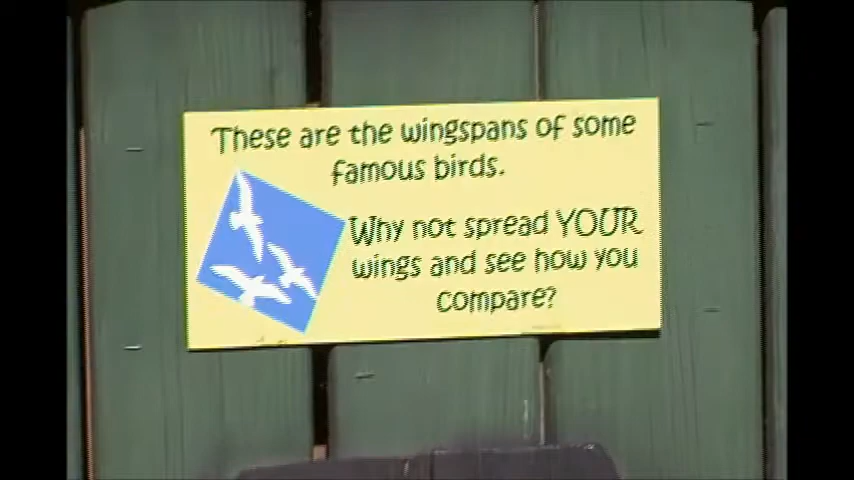 These are the wingspans of some
famous birds.
Why not spread YOUR
wings and see how you
compare?